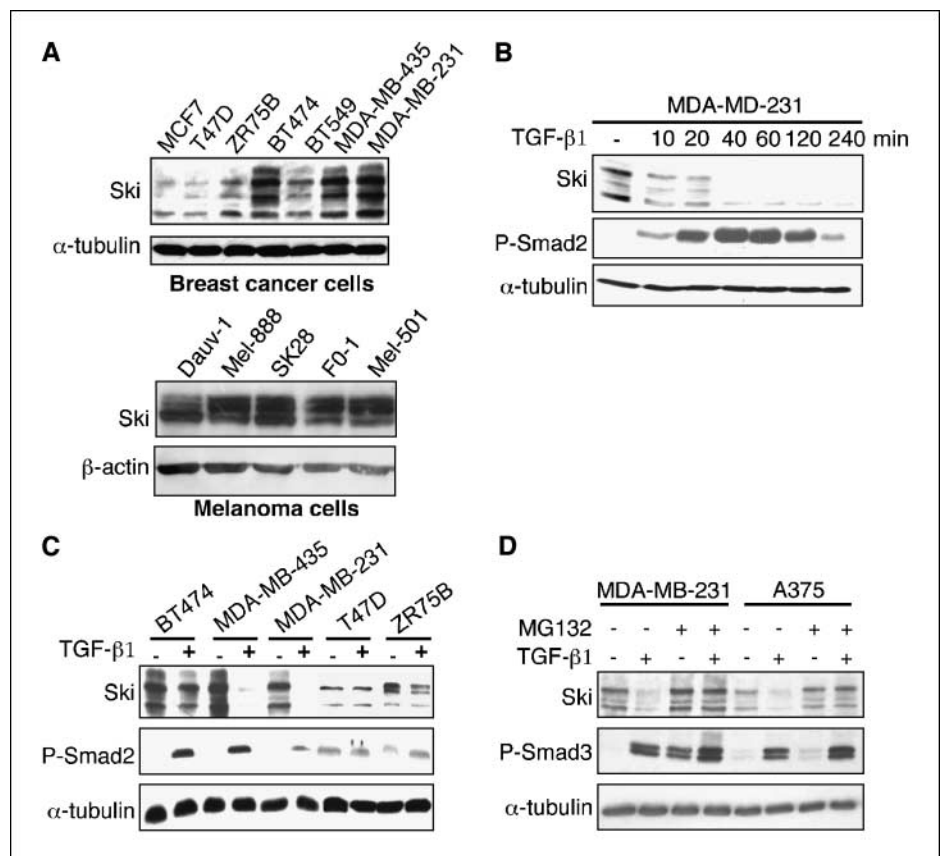 A
MCF7 T47D ZR75B BT474 BT549 MDA-MB-435 MDA-MB-231
Ski
α-tubulin
Breast cancer cells
Dauv-1 Mel-888 SK28 F0-1 Mel-501
Ski
β-actin
Melanoma cells
B
MDA-MD-231
TGF-β1 - 10 20 40 60 120 240 min
Ski
P-Smad2
α-tubulin
C
BT474 MDA-MB-435 MDA-MB-231 T47D ZR75B
TGF-β1 - + - + - + - + - +
Ski
P-Smad2
α-tubulin
D
MDA-MB-231 A375
MG132 - - + + - - + +
TGF-β1 - + - + - + - +
Ski
P-Smad3
α-tubulin